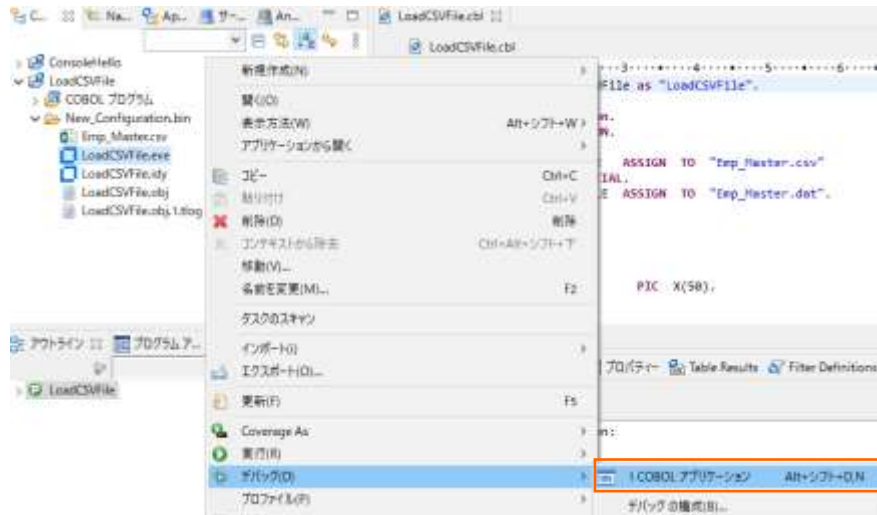 C... Na... Ap... サー... An...
LoadCSVFile.cbl
LoadCSVFile.cbl
ConsoleHello
LoadCSVFile
COBOL プログラム
New_Configuration.bin
Emp_Master.csv
LoadCSVFile.exe
LoadCSVFile.idy
LoadCSVFile.obj
LoadCSVFile.obj.1.tlog
アウトライン プログラム ア...
LoadCSVFile
新規作成(N)
開く(O)
表示方法(W) Alt+シフト+W
アプリケーションから開く
コピー Ctrl+C
貼り付け Ctrl+V
削除(D) 削除
コンテキストから除去 Ctrl+Alt+シフト+下
移動(V)...
名前を変更(M)... F2
タスクのスキャン
インポート(I)
エクスポート(O)...
更新(F) F5
Coverage As
実行(R)
デバッグ(D)
プロファイル(P)
1 COBOL アプリケーション Alt+シフト+D,N
デバッグの構成(B)...
File as "LoadCSVFile".
n.
N.
ASSIGN TO "Emp_Master.csv"
IAL.
E ASSIGN TO "Emp_Master.dat".
PIC X(50).
プロパティー Table Results Filter Definitions
n: